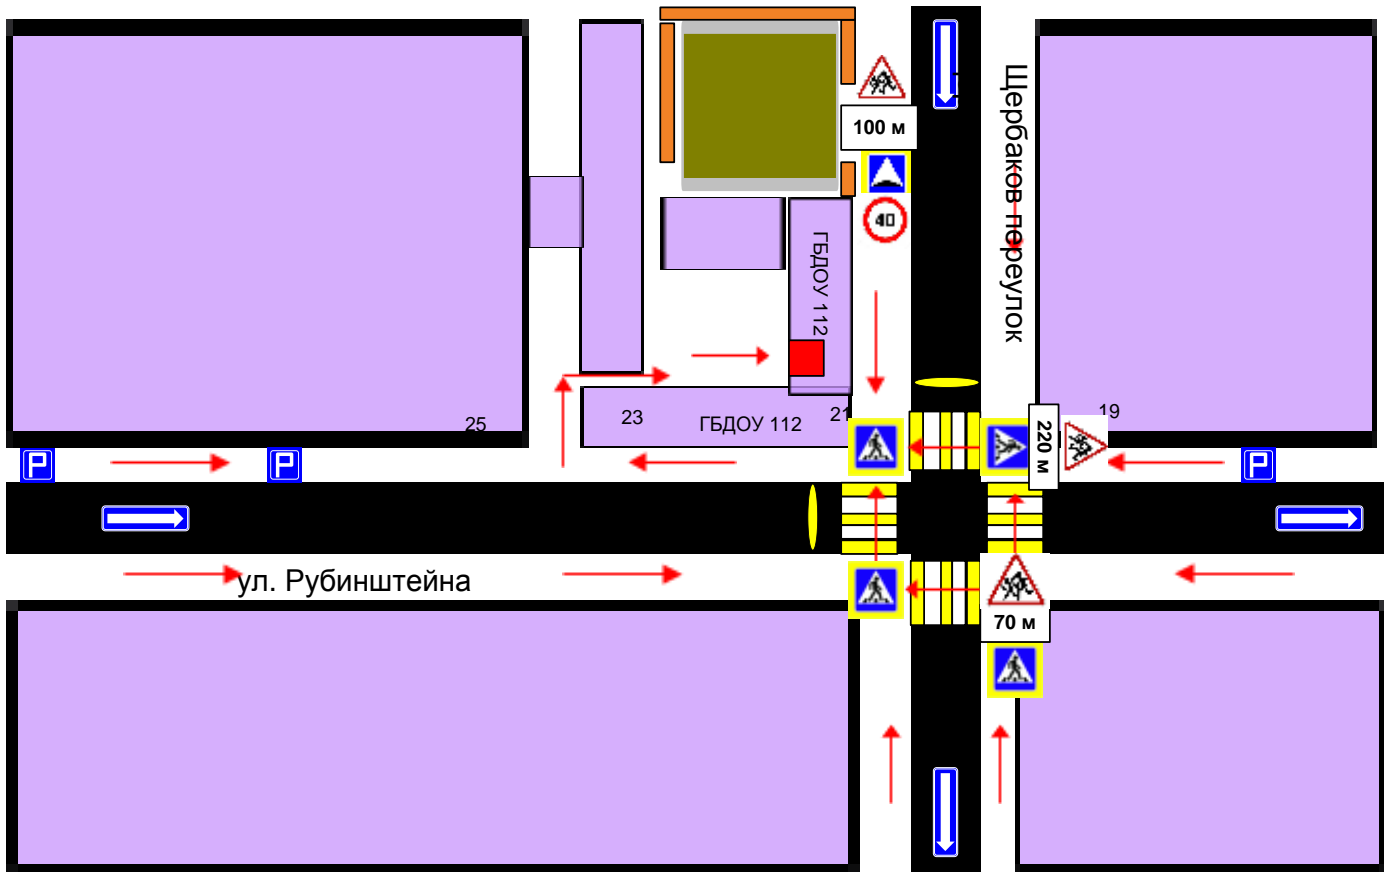 100 м
40
Щербаков переулок
ГБДОУ 112
25
23
ГБДОУ 112
21
19
220 м
P
P
P
ул. Рубинштейна
70 м